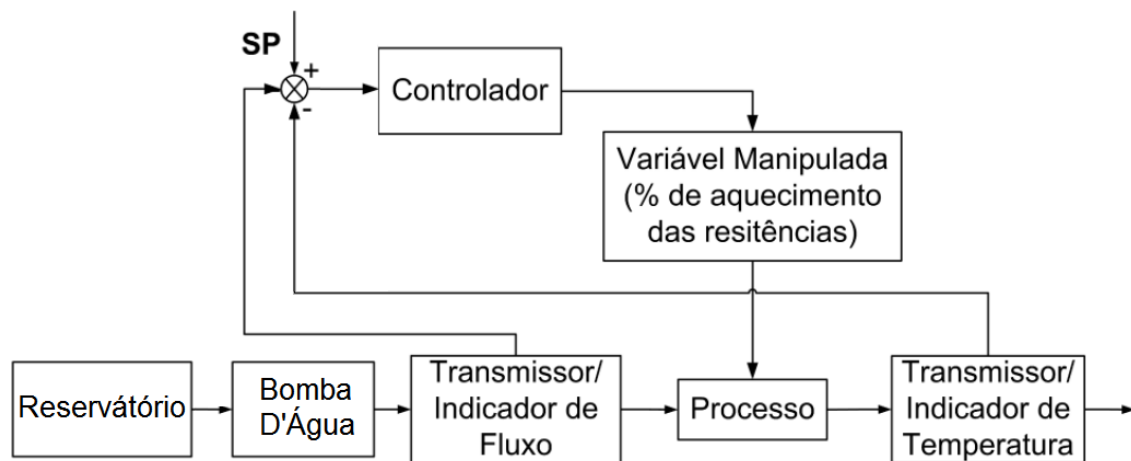 SP
+
-
Controlador
Variável Manipulada
(% de aquecimento
das resitências)
Reservátório
Bomba
D'Água
Transmissor/
Indicador de
Fluxo
Processo
Transmissor/
Indicador de
Temperatura